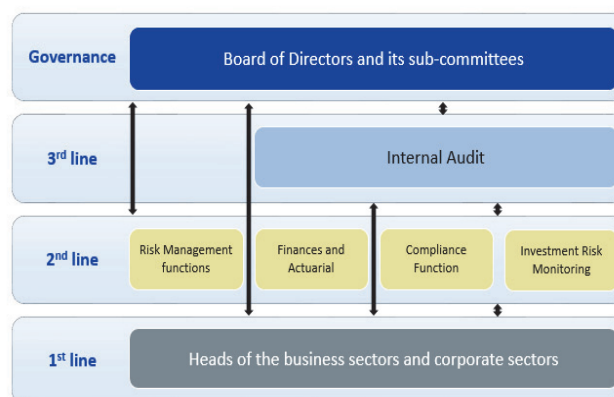 Governance
Board of Directors and its sub-committees
3rd line
Internal Audit
2nd line
Risk Management
functions
Finances and
Actuarial
Compliance
Function
Investment Risk
Monitoring
1st line
Heads of the business sectors and corporate sectors